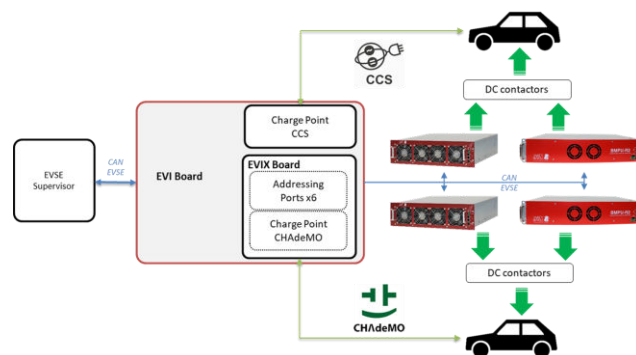 CCS
DC contactors
Charge Point
CCS
EVSE
Supervisor
CAN
EVSE
EVI Board
EVIX Board
Addressing
Ports x6
Charge Point
CHAdeMO
CAN
EVSE
DC contactors
CHΛdeMO